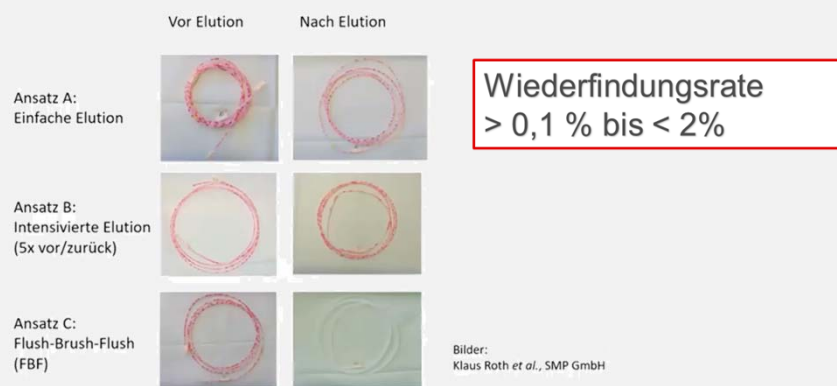 Vor Elution
Nach Elution
Ansatz A:
Einfache Elution
Wiederfindungsrate
> 0,1 % bis < 2%
Ansatz B:
Intensivierte Elution
(5x vor/zurück)
Ansatz C:
Flush-Brush-Flush
(FBF)
Bilder:
Klaus Roth et al., SMP GmbH